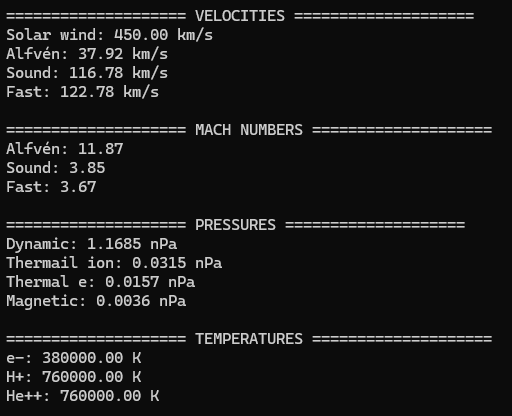 ==================== VELOCITIES ====================
Solar wind: 450.00 km/s
Alfvén: 37.92 km/s
Sound: 116.78 km/s
Fast: 122.78 km/s
==================== MACH NUMBERS ====================
Alfvén: 11.87
Sound: 3.85
Fast: 3.67
==================== PRESSURES ====================
Dynamic: 1.1685 nPa
Thermail ion: 0.0315 nPa
Thermal e: 0.0157 nPa
Magnetic: 0.0036 nPa
==================== TEMPERATURES ====================
e-: 380000.00 K
H+: 760000.00 K
He++: 760000.00 K